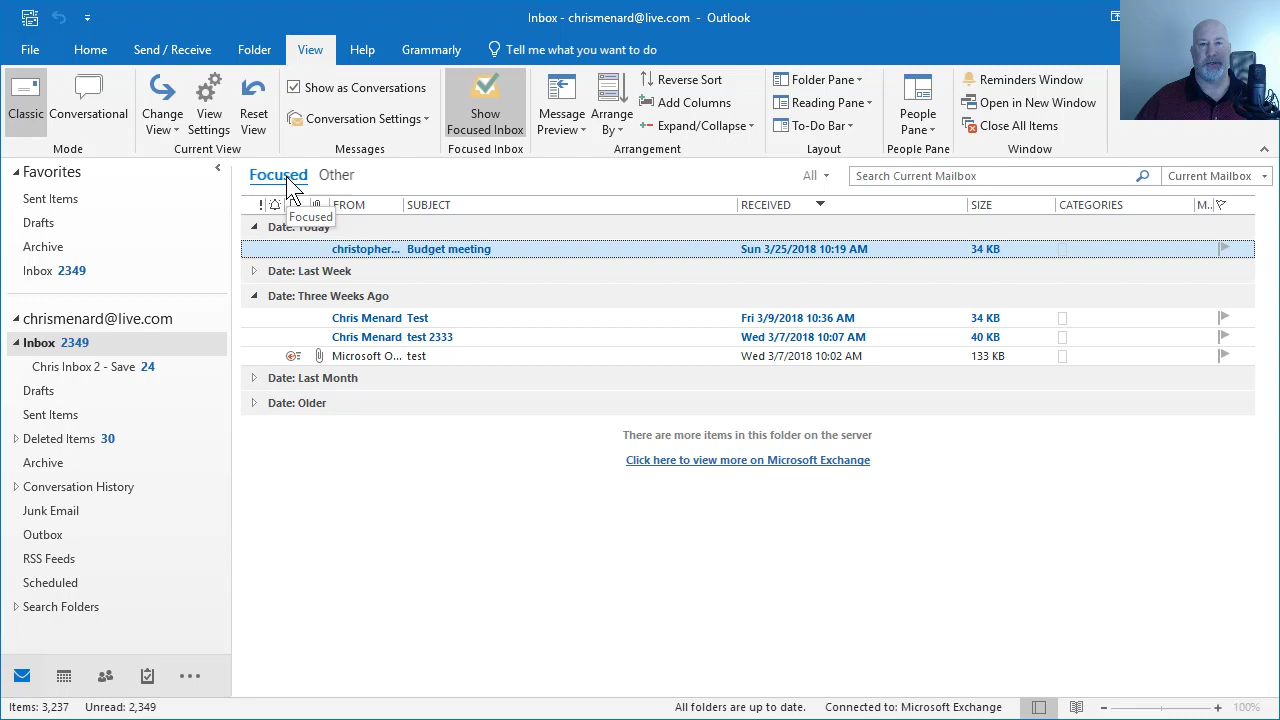 Inbox - chrismenard@live.com - Outlook
File Home Send / Receive Folder View Help Grammarly Tell me what you want to do
Classic
Conversational
Mode
Change View
View Settings
Reset View
Current View
Show as Conversations
Conversation Settings
Messages
Show Focused Inbox
Focused Inbox
Message Preview
Arrange By
Reverse Sort
Add Columns
Expand/Collapse
Arrangement
Folder Pane
Reading Pane
To-Do Bar
Layout
People Pane
People Pane
Reminders Window
Open in New Window
Close All Items
Window
Favorites
Sent Items
Drafts
Archive
Inbox 2349
chrismenard@live.com
Inbox 2349
Chris Inbox 2 - Save 24
Drafts
Sent Items
Deleted Items 30
Archive
Conversation History
Junk Email
Outbox
RSS Feeds
Scheduled
Search Folders
Focused Other All Search Current Mailbox Current Mailbox
! FROM SUBJECT RECEIVED SIZE CATEGORIES M..
Focused
Date: Today
christopher... Budget meeting Sun 3/25/2018 10:19 AM 34 KB
Date: Last Week
Date: Three Weeks Ago
Chris Menard Test Fri 3/9/2018 10:36 AM 34 KB
Chris Menard test 2333 Wed 3/7/2018 10:07 AM 40 KB
Microsoft O... test Wed 3/7/2018 10:02 AM 133 KB
Date: Last Month
Date: Older
There are more items in this folder on the server
Click here to view more on Microsoft Exchange
Items: 3,237 Unread: 2,349 All folders are up to date. Connected to: Microsoft Exchange 100%